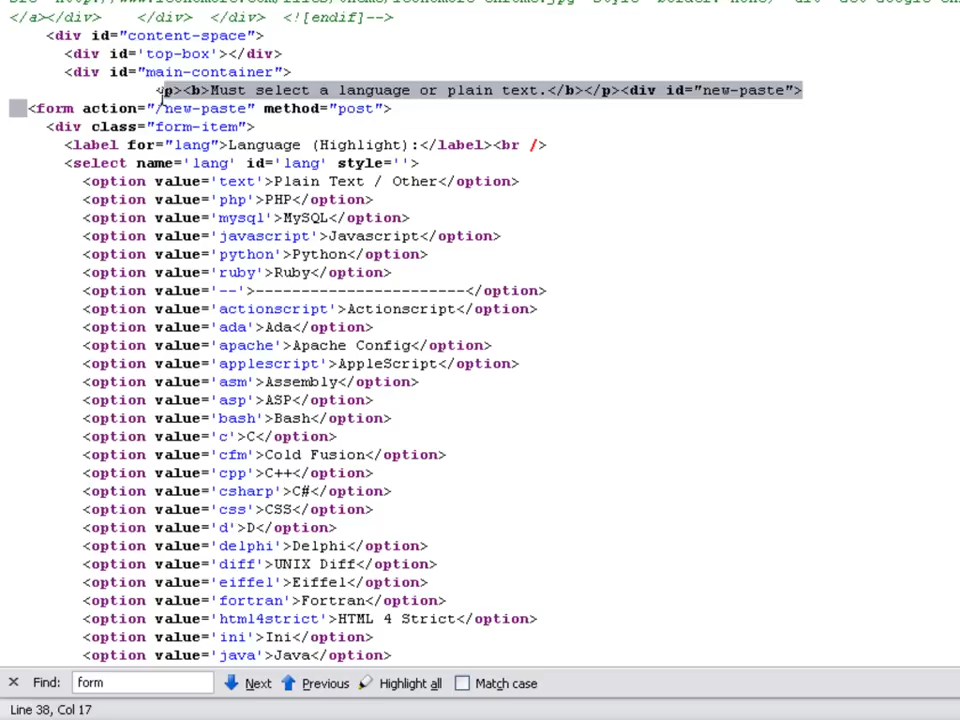 </a></div>    </div>  </div>  <![endif]-->
<div id="content-space">
<div id='top-box'></div>
<div id="main-container">
<p><b>Must select a language or plain text.</b></p><div id="new-paste">
<form action="/new-paste" method="post">
<div class="form-item">
<label for="lang">Language (Highlight):</label><br />
<select name='lang' id='lang' style=''>
<option value='text'>Plain Text / Other</option>
<option value='php'>PHP</option>
<option value='mysql'>MySQL</option>
<option value='javascript'>Javascript</option>
<option value='python'>Python</option>
<option value='ruby'>Ruby</option>
<option value='--'>-----------------------</option>
<option value='actionscript'>Actionscript</option>
<option value='ada'>Ada</option>
<option value='apache'>Apache Config</option>
<option value='applescript'>AppleScript</option>
<option value='asm'>Assembly</option>
<option value='asp'>ASP</option>
<option value='bash'>Bash</option>
<option value='c'>C</option>
<option value='cfm'>Cold Fusion</option>
<option value='cpp'>C++</option>
<option value='csharp'>C#</option>
<option value='css'>CSS</option>
<option value='d'>D</option>
<option value='delphi'>Delphi</option>
<option value='diff'>UNIX Diff</option>
<option value='eiffel'>Eiffel</option>
<option value='fortran'>Fortran</option>
<option value='html4strict'>HTML 4 Strict</option>
<option value='ini'>Ini</option>
<option value='java'>Java</option>
Find: form Next Previous Highlight all Match case
Line 38, Col 17